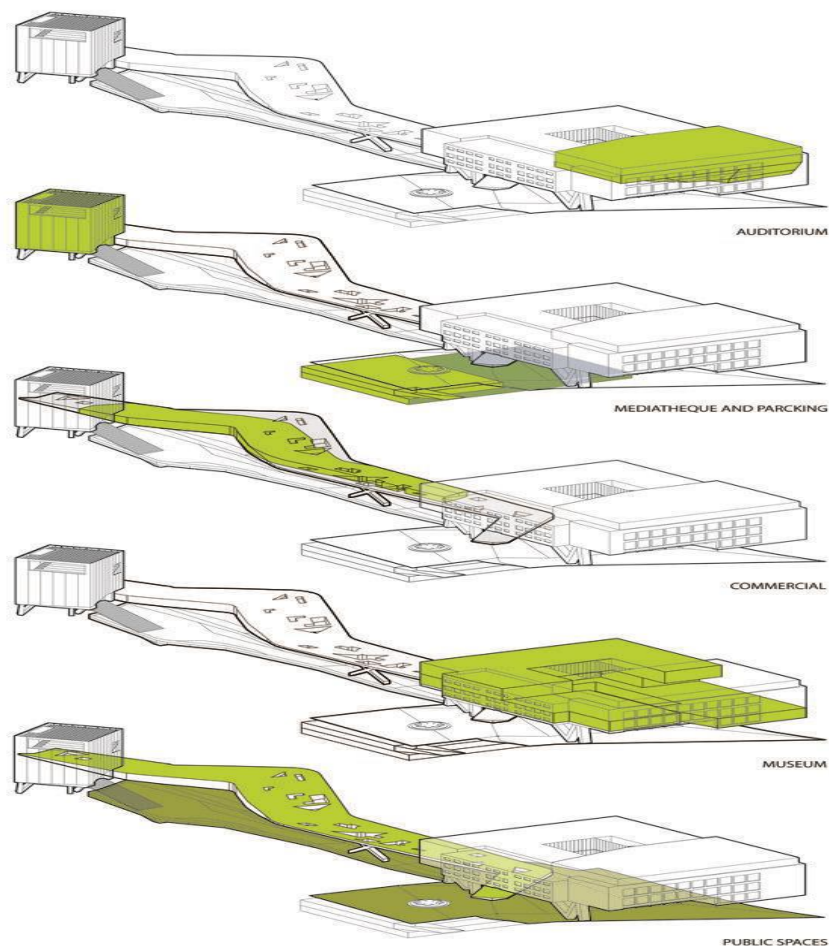 AUDITORIUM
MEDIATHEQUE AND PARCKING
COMMERCIAL
MUSEUM
PUBLIC SPACES